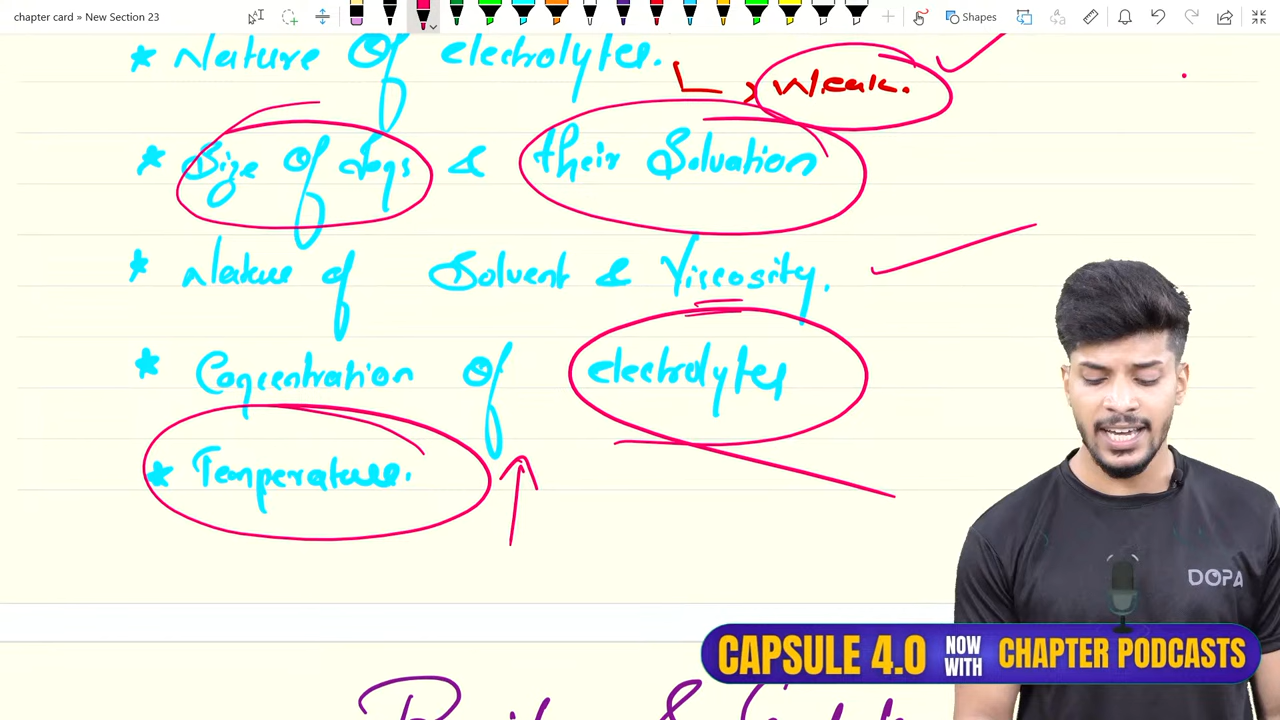 chapter card » New Section 23
Shapes
* Nature Of electrolytes.
Weak.
* Size Of Ions & their Solvation
* Nature of Solvent & Viscosity.
* Concentration Of electrolytes
* Temperature.
DOPA
CAPSULE 4.0 NOW WITH CHAPTER PODCASTS
&